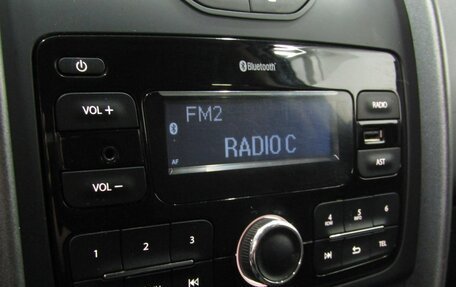 Bluetooth
VOL +
RADIO
FM2
RADIO C
AF
AST
VOL −
4 5 6
1 2 3
TEL